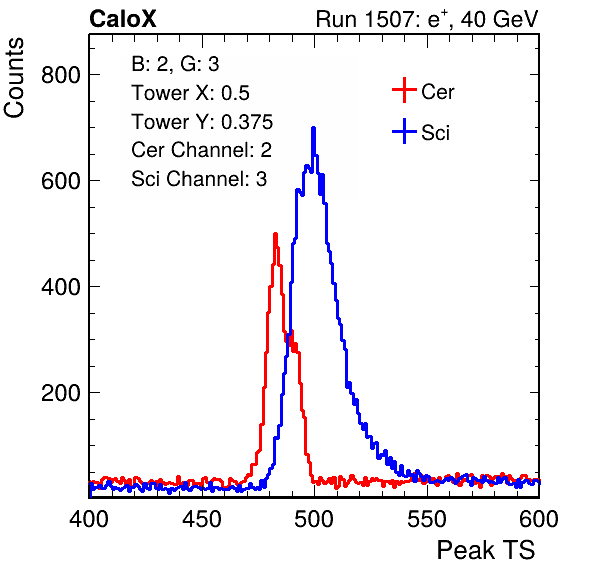 CaloX Run 1507: e⁺, 40 GeV
Counts
B: 2, G: 3
Tower X: 0.5
Tower Y: 0.375
Cer Channel: 2
Sci Channel: 3
Cer
Sci
800
600
400
200
400 450 500 550 600
Peak TS